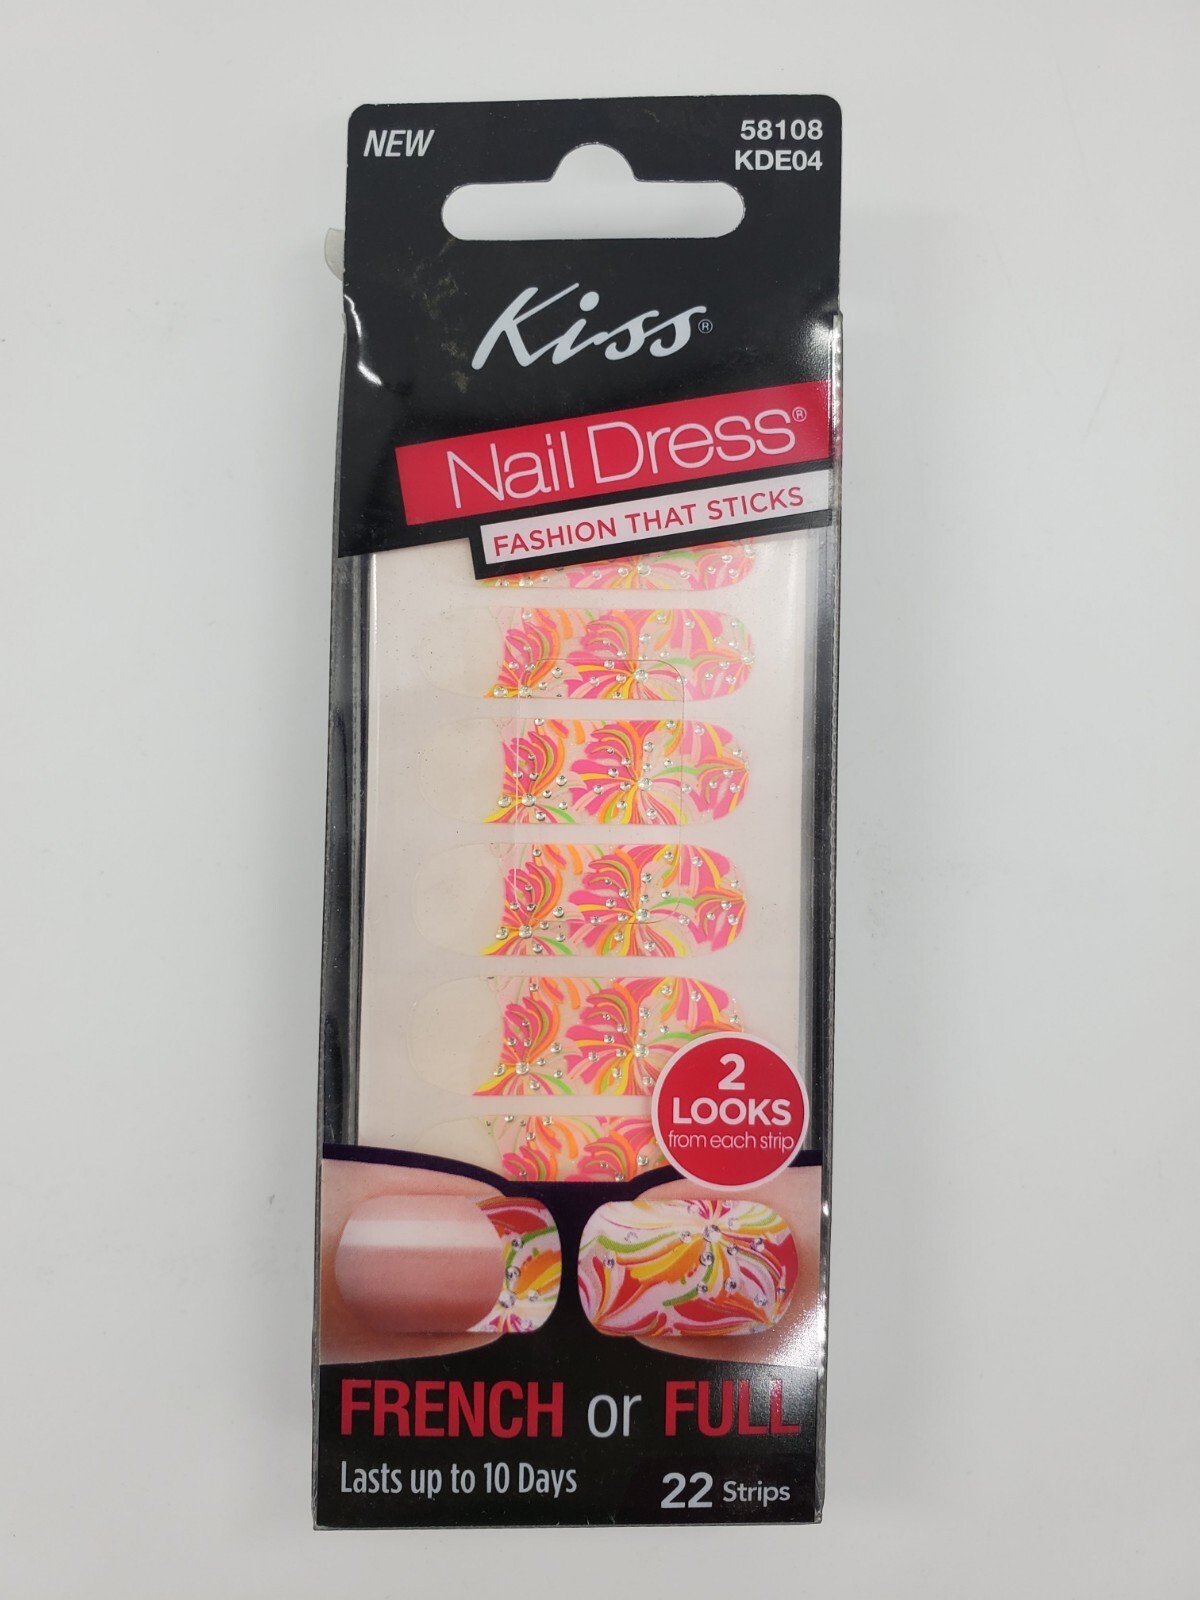 NEW
58108
KDE04
Kiss®
Nail Dress®
FASHION THAT STICKS
2
LOOKS
from each strip
FRENCH or FULL
Lasts up to 10 Days
22 Strips